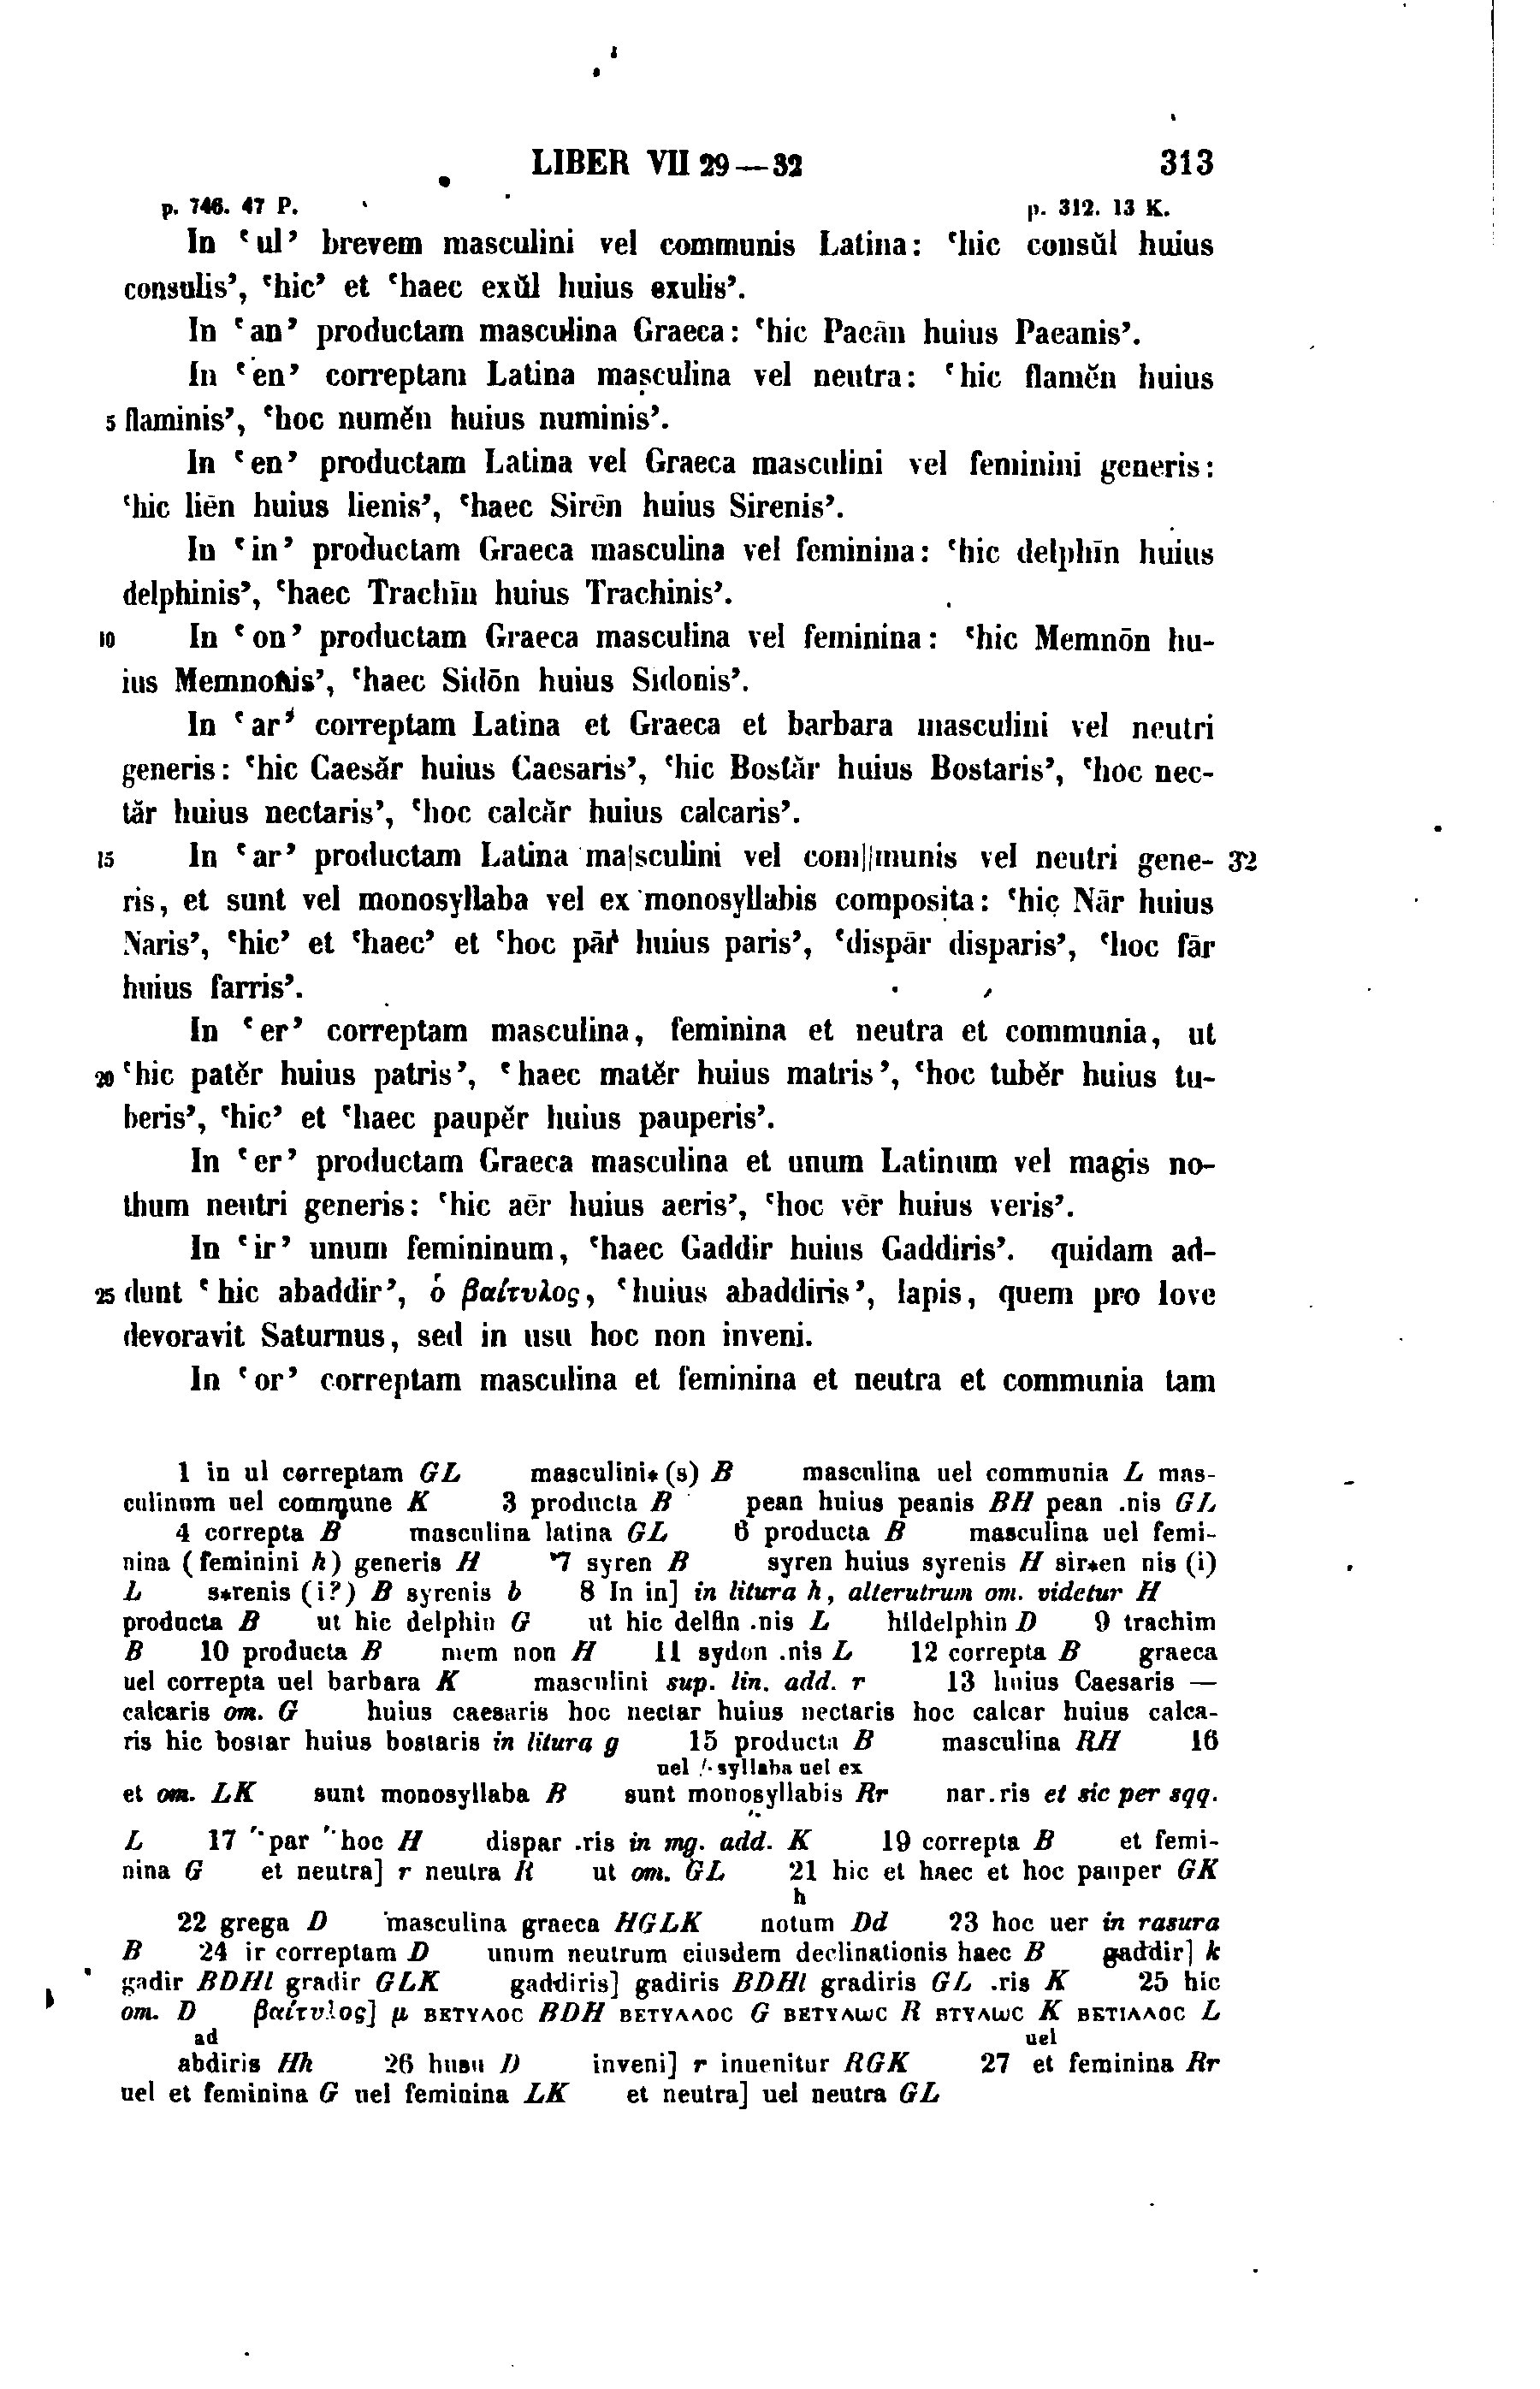 LIBER VII 29—32 313
p. 746. 47 P. p. 312. 13 K.
In ‘ul’ brevem masculini vel communis Latina: ‘hic consŭl huius
consulis’, ‘hic’ et ‘haec exŭl huius exulis’.
In ‘an’ productam masculina Graeca: ‘hic Paeān huius Paeanis’.
In ‘en’ correptam Latina masculina vel neutra: ‘hic flamĕn huius
5 flaminis’, ‘hoc numĕn huius numinis’.
In ‘en’ productam Latina vel Graeca masculini vel feminini generis:
‘hic liēn huius lienis’, ‘haec Sirēn huius Sirenis’.
In ‘in’ productam Graeca masculina vel feminina: ‘hic delphīn huius
delphinis’, ‘haec Trachīn huius Trachinis’.
10 In ‘on’ productam Graeca masculina vel feminina: ‘hic Memnōn hu-
ius Memnonis’, ‘haec Sidōn huius Sidonis’.
In ‘ar’ correptam Latina et Graeca et barbara masculini vel neutri
generis: ‘hic Caesăr huius Caesaris’, ‘hic Bostăr huius Bostaris’, ‘hoc nec-
tăr huius nectaris’, ‘hoc calcăr huius calcaris’.
15 In ‘ar’ productam Latina ma|sculini vel com||munis vel neutri gene- 32
ris, et sunt vel monosyllaba vel ex monosyllabis composita: ‘hic Nār huius
Naris’, ‘hic’ et ‘haec’ et ‘hoc pār huius paris’, ‘dispār disparis’, ‘hoc fār
huius farris’.
In ‘er’ correptam masculina, feminina et neutra et communia, ut
20 ‘hic patĕr huius patris’, ‘haec matĕr huius matris’, ‘hoc tubĕr huius tu-
beris’, ‘hic’ et ‘haec paupĕr huius pauperis’.
In ‘er’ productam Graeca masculina et unum Latinum vel magis no-
thum neutri generis: ‘hic aēr huius aeris’, ‘hoc vēr huius veris’.
In ‘ir’ unum femininum, ‘haec Gaddir huius Gaddiris’. quidam ad-
25 dunt ‘hic abaddir’, ὁ βαίτυλος, ‘huius abaddiris’, lapis, quem pro Iove
devoravit Saturnus, sed in usu hoc non inveni.
In ‘or’ correptam masculina et feminina et neutra et communia tam
1 in ul correptam GL masculini* (s) B masculina uel communia L mas-
culinum uel commune K 3 producta B pean huius peanis BH pean .nis GL
4 correpta B masculina latina GL 6 producta B masculina uel femi-
nina (feminini h) generis H 7 syren B syren huius syrenis H sir*en nis (i)
L s*renis (i?) B syrenis b 8 In in] in litura h, alterutrum om. videtur H
producta B ut hic delphin G ut hic delfin .nis L hildelphin D 9 trachim
B 10 producta B mem non H 11 sydon .nis L 12 correpta B graeca
uel correpta uel barbara K masculini sup. lin. add. r 13 huius Caesaris —
calcaris om. G huius caesaris hoc nectar huius nectaris hoc calcar huius calca-
ris hic bostar huius bostaris in litura g 15 producta B masculina RH 16
uel /· syllaba uel ex
et om. LK sunt monosyllaba B sunt monosyllabis Rr nar.ris et sic per sqq.
L 17 par hoc H dispar .ris in mg. add. K 19 correpta B et femi-
nina G et neutra] r neutra R ut om. GL 21 hic et haec et hoc pauper GK
h
22 grega D masculina graeca HGLK notum Dd 23 hoc uer in rasura
B 24 ir correptam D unum neutrum eiusdem declinationis haec B gaddir] k
gadir BDHl gradir GLK gaddiris] gadiris BDHl gradiris GL .ris K 25 hic
om. D βαίτυλος] μ ΒΕΤΥΛΟC BDH ΒΕΤΥΛΛΟC G ΒΕΤΥΛωC R ΒΤΥΛωC K ΒΕΤΙΛΛΟC L
ad uel
abdiris Hh 26 husu D inveni] r inuenitur RGK 27 et feminina Rr
uel et feminina G uel feminina LK et neutra] uel neutra GL